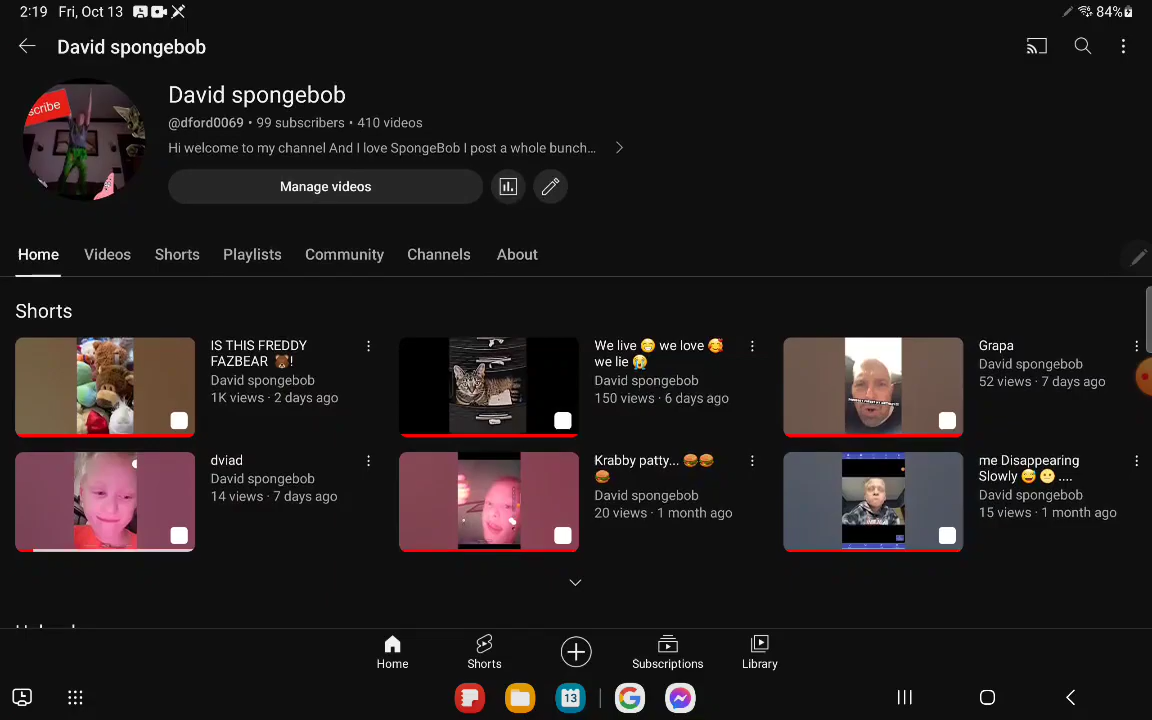 2:19 Fri, Oct 13 84%
David spongebob
scribe
David spongebob
@dford0069 • 99 subscribers • 410 videos
Hi welcome to my channel And I love SpongeBob I post a whole bunch...
Manage videos
Home Videos Shorts Playlists Community Channels About
Shorts
IS THIS FREDDY
FAZBEAR 🐻!
David spongebob
1K views · 2 days ago
We live 😁 we love 🥰
we lie 😭
David spongebob
150 views · 6 days ago
Grapa
David spongebob
52 views · 7 days ago
dviad
David spongebob
14 views · 7 days ago
Krabby patty... 🍔🍔
🍔
David spongebob
20 views · 1 month ago
me Disappearing
Slowly 😅 😬 ....
David spongebob
15 views · 1 month ago
Home Shorts Subscriptions Library
13